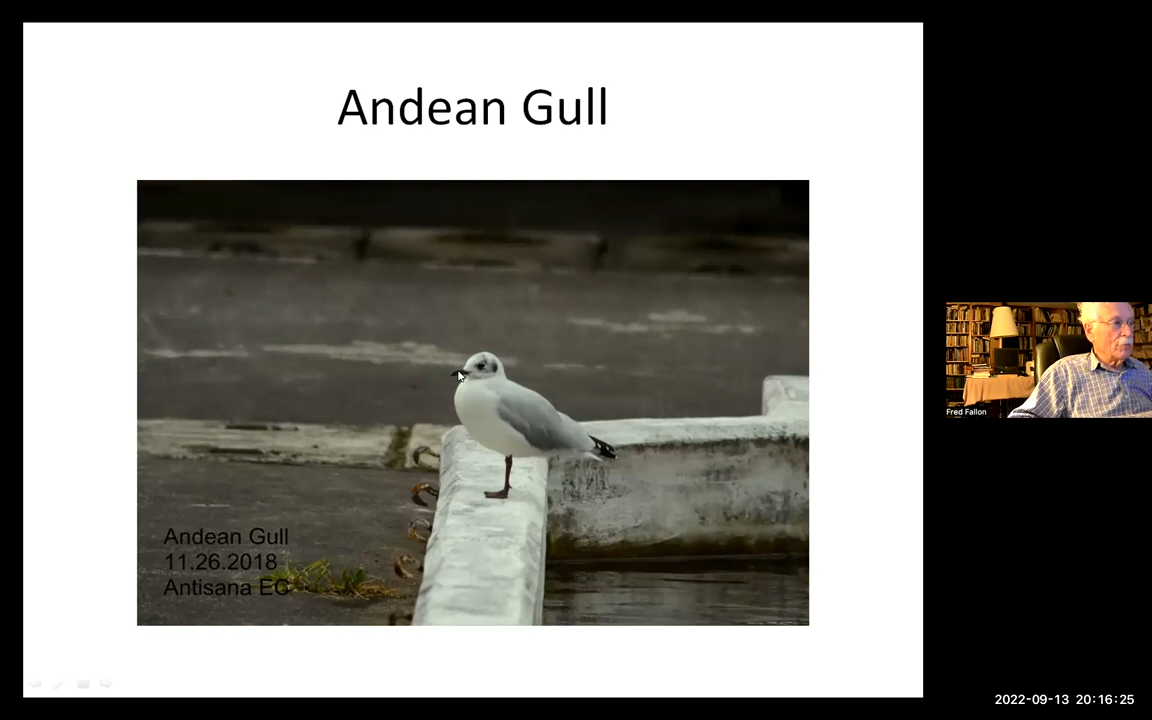 Andean Gull
Andean Gull
11.26.2018
Antisana EC
Fred Fallon
2022-09-13 20:16:25